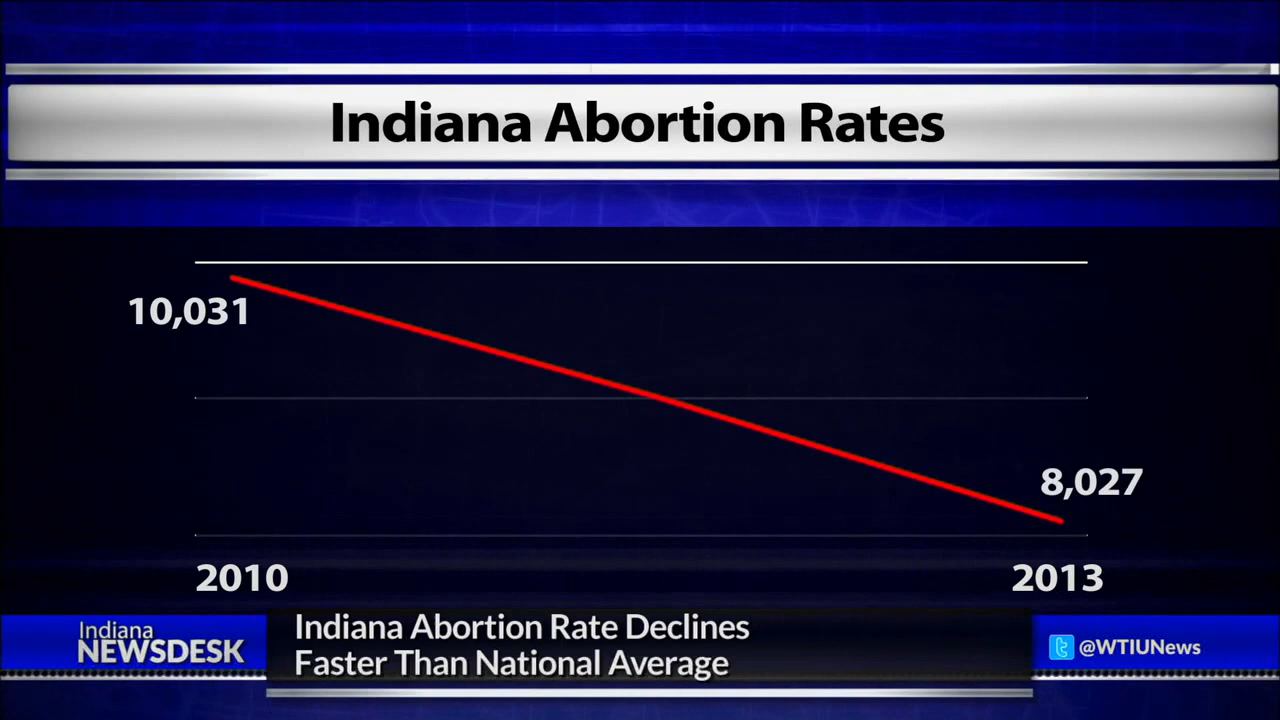 Indiana Abortion Rates
10,031
8,027
2010
2013
Indiana
NEWSDESK
Indiana Abortion Rate Declines
Faster Than National Average
@WTIUNews